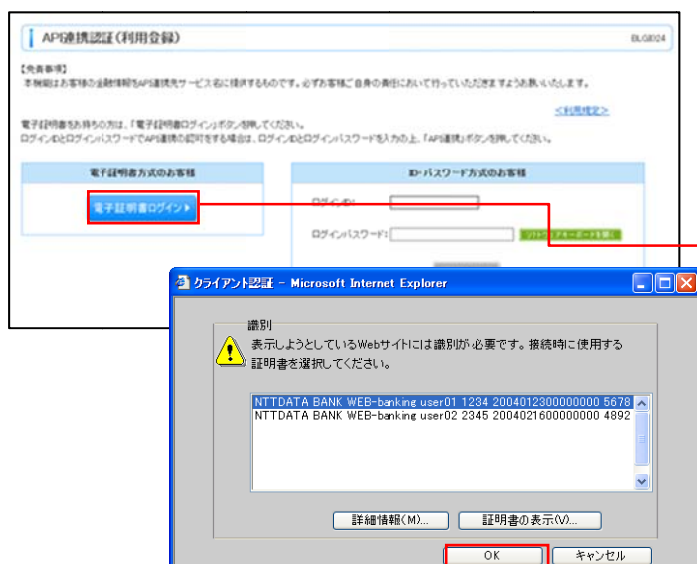 API連携認証(利用登録)
BLGI024
【免責事項】
本機能はお客様の金融情報をAPI連携先サービス名に提供するものです。必ずお客様ご自身の責任において行っていただきますようお願いいたします。
<利用規定>
電子証明書をお持ちの方は、「電子証明書ログイン」ボタンを押してください。
ログインIDとログインパスワードでAPI連携の認可をする場合は、ログインIDとログインパスワードを入力の上、「API連携」ボタンを押してください。
電子証明書方式のお客様
ID・パスワード方式のお客様
電子証明書ログイン
ログインID:
ログインパスワード:
ソフトウェアキーボードを開く
クライアント認証 - Microsoft Internet Explorer
識別
表示しようとしているWebサイトには識別が必要です。接続時に使用する
証明書を選択してください。
NTTDATA BANK WEB-banking user01 1234 2004012300000000 5678
NTTDATA BANK WEB-banking user02 2345 2004021600000000 4892
詳細情報(M)...
証明書の表示(V)...
OK
キャンセル